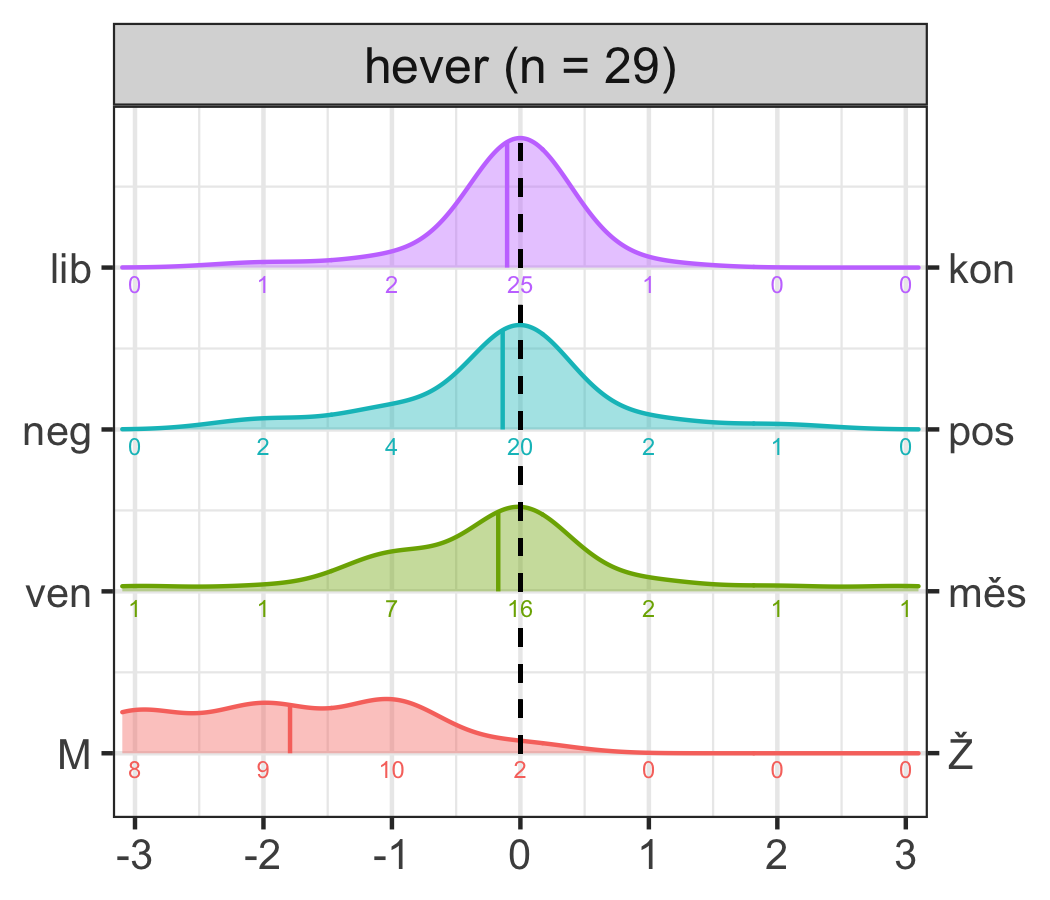 hever (n = 29)
lib kon
0 1 2 25 1 0 0
neg pos
0 2 4 20 2 1 0
ven měs
1 1 7 16 2 1 1
M Ž
8 9 10 2 0 0 0
-3 -2 -1 0 1 2 3